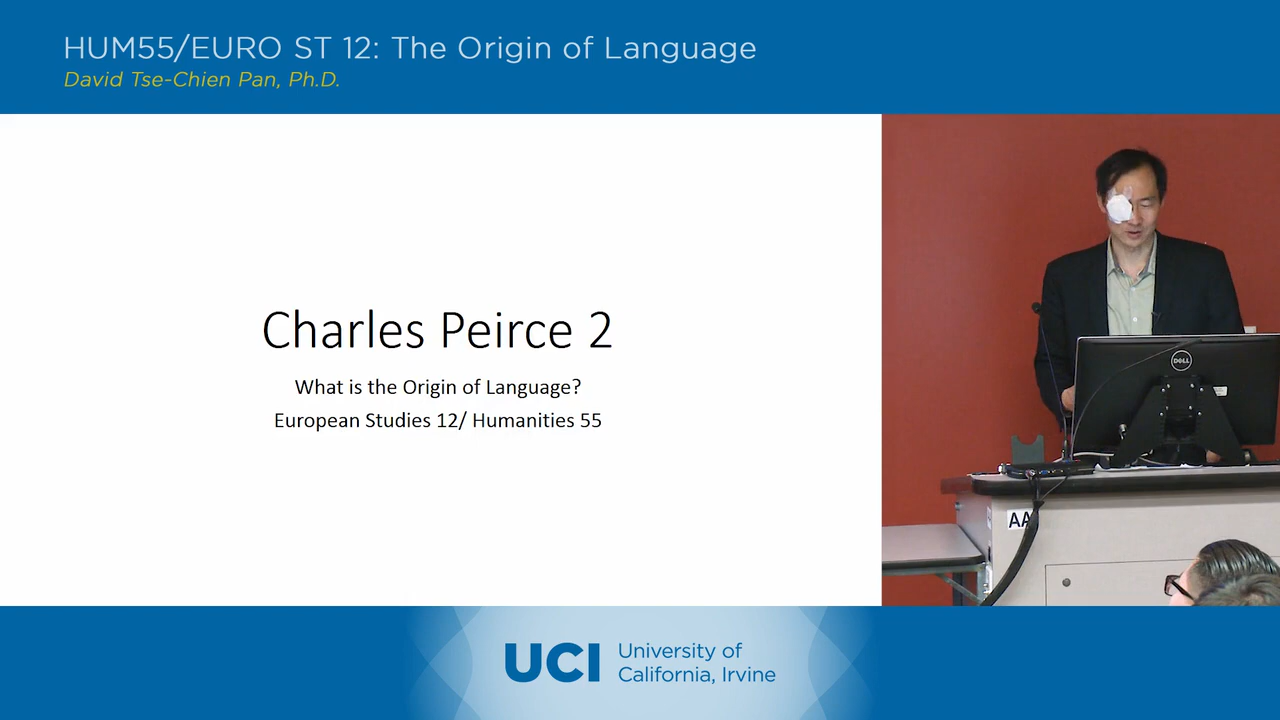 HUM55/EURO ST 12: The Origin of Language
David Tse-Chien Pan, Ph.D.
Charles Peirce 2
What is the Origin of Language?
European Studies 12/ Humanities 55
DELL
AA
UCI University of
California, Irvine